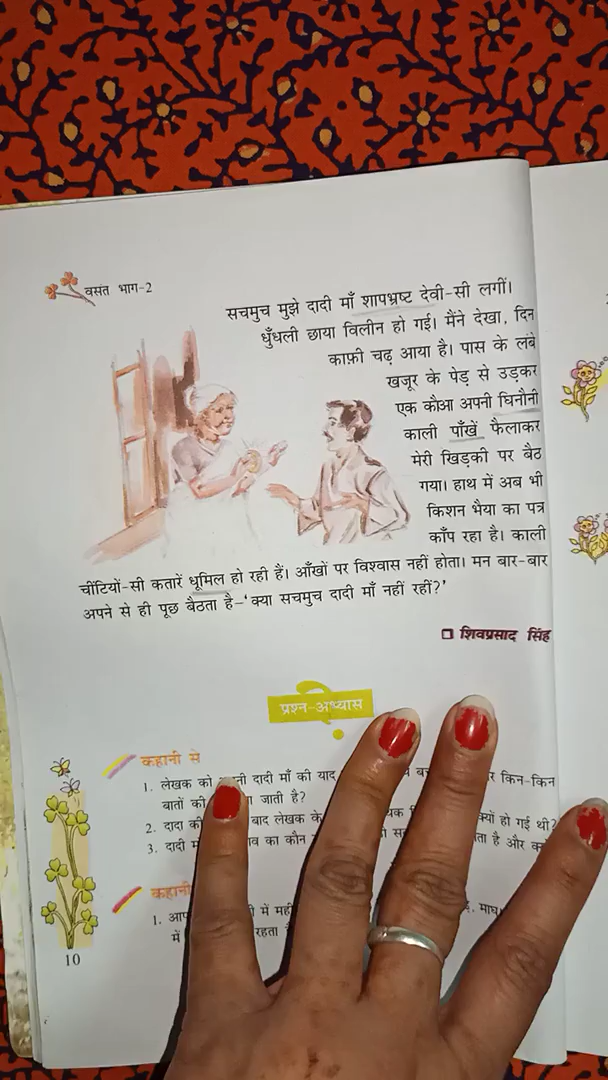 वसंत भाग-2
सचमुच मुझे दादी माँ शापभ्रष्ट देवी-सी लगीं।
धुँधली छाया विलीन हो गई। मैंने देखा, दिन
काफ़ी चढ़ आया है। पास के लंबे
खजूर के पेड़ से उड़कर
एक कौआ अपनी घिनौनी
काली पाँखें फैलाकर
मेरी खिड़की पर बैठ
गया। हाथ में अब भी
किशन भैया का पत्र
काँप रहा है। काली
चींटियों-सी कतारें धूमिल हो रही हैं। आँखों पर विश्वास नहीं होता। मन बार-बार
अपने से ही पूछ बैठता है-‘क्या सचमुच दादी माँ नहीं रहीं?’
शिवप्रसाद सिंह
प्रश्न-अभ्यास
कहानी से
1. लेखक को दादी माँ की याद किन-किन
बातों की जाती है?
2. दादा बाद लेखक के क्यों हो गई थी?
3. दादी का कौन है और
कहानी
1. में माघ
में रहता
10